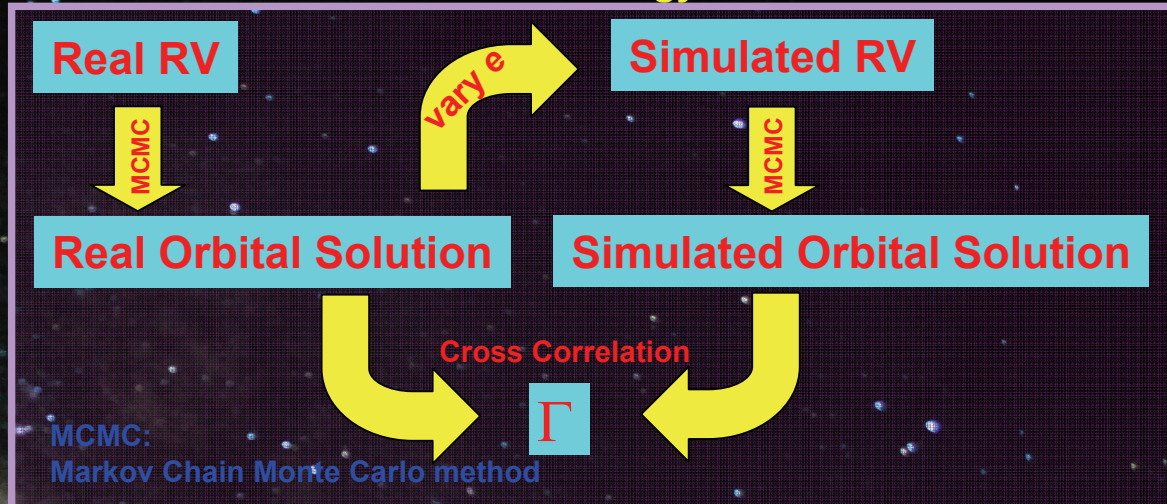 Real RV
vary e
Simulated RV
MCMC
MCMC
Real Orbital Solution
Simulated Orbital Solution
Cross Correlation
Γ
MCMC:
Markov Chain Monte Carlo method